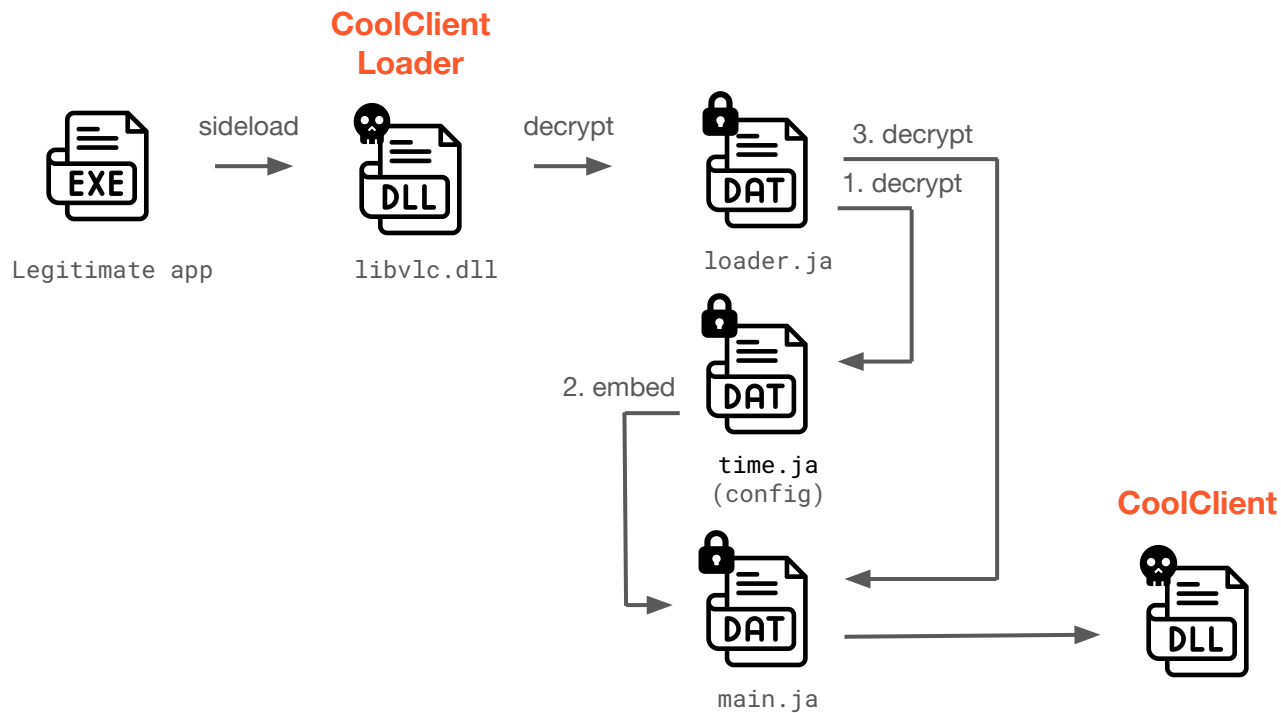 CoolClient
Loader
sideload
decrypt
3. decrypt
1. decrypt
EXE
DLL
DAT
Legitimate app
libvlc.dll
loader.ja
2. embed
DAT
time.ja
(config)
CoolClient
DAT
DLL
main.ja